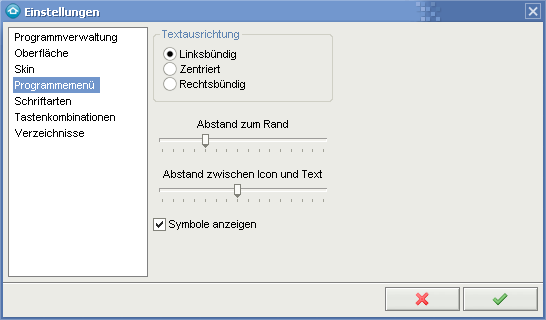 Einstellungen
Programmverwaltung
Oberfläche
Skin
Programmemenü
Schriftarten
Tastenkombinationen
Verzeichnisse
Textausrichtung
Linksbündig
Zentriert
Rechtsbündig
Abstand zum Rand
Abstand zwischen Icon und Text
Symbole anzeigen